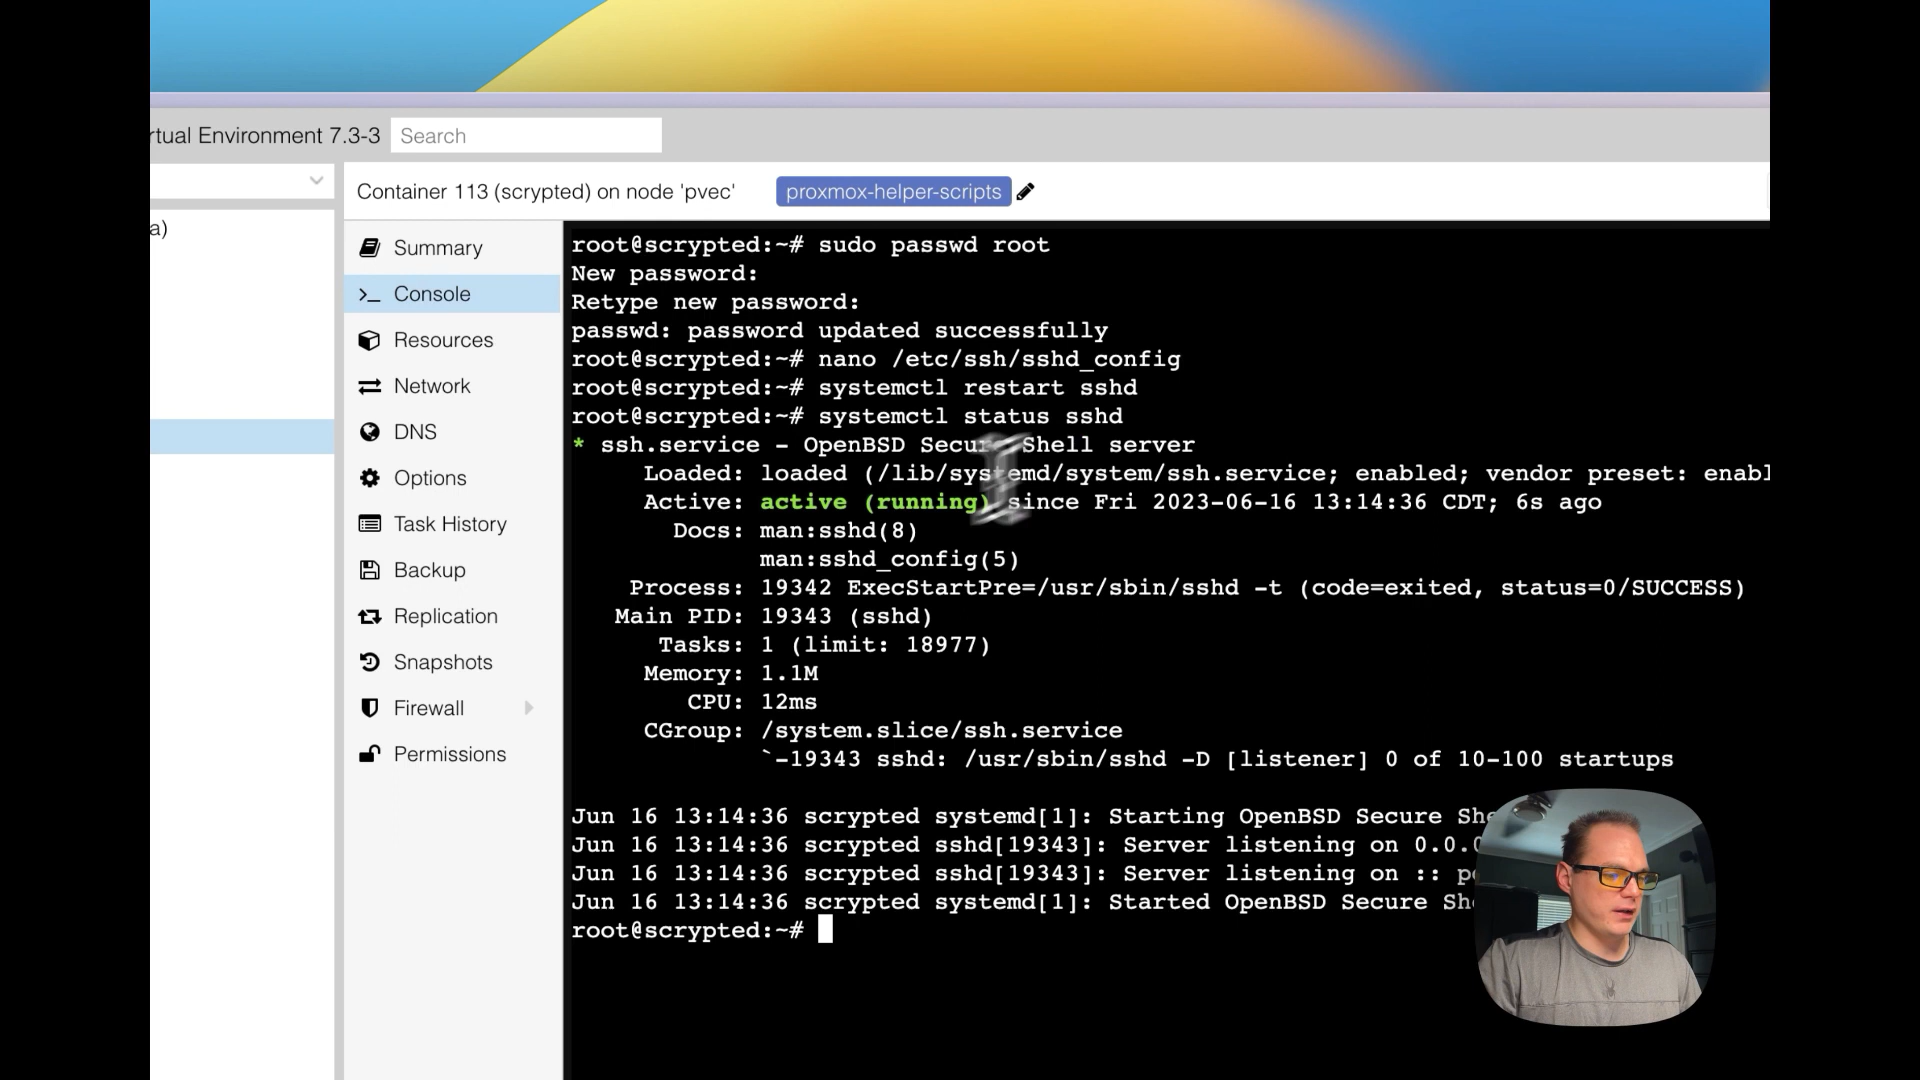 rtual Environment 7.3-3 Search
a)
Container 113 (scrypted) on node 'pvec' proxmox-helper-scripts
Summary
Console
Resources
Network
DNS
Options
Task History
Backup
Replication
Snapshots
Firewall
Permissions
root@scrypted:~# sudo passwd root
New password:
Retype new password:
passwd: password updated successfully
root@scrypted:~# nano /etc/ssh/sshd_config
root@scrypted:~# systemctl restart sshd
root@scrypted:~# systemctl status sshd
* ssh.service - OpenBSD Secure Shell server
Loaded: loaded (/lib/systemd/system/ssh.service; enabled; vendor preset: enabl
Active: active (running) since Fri 2023-06-16 13:14:36 CDT; 6s ago
Docs: man:sshd(8)
man:sshd_config(5)
Process: 19342 ExecStartPre=/usr/sbin/sshd -t (code=exited, status=0/SUCCESS)
Main PID: 19343 (sshd)
Tasks: 1 (limit: 18977)
Memory: 1.1M
CPU: 12ms
CGroup: /system.slice/ssh.service
`-19343 sshd: /usr/sbin/sshd -D [listener] 0 of 10-100 startups
Jun 16 13:14:36 scrypted systemd[1]: Starting OpenBSD Secure She
Jun 16 13:14:36 scrypted sshd[19343]: Server listening on 0.0.0
Jun 16 13:14:36 scrypted sshd[19343]: Server listening on :: po
Jun 16 13:14:36 scrypted systemd[1]: Started OpenBSD Secure She
root@scrypted:~#